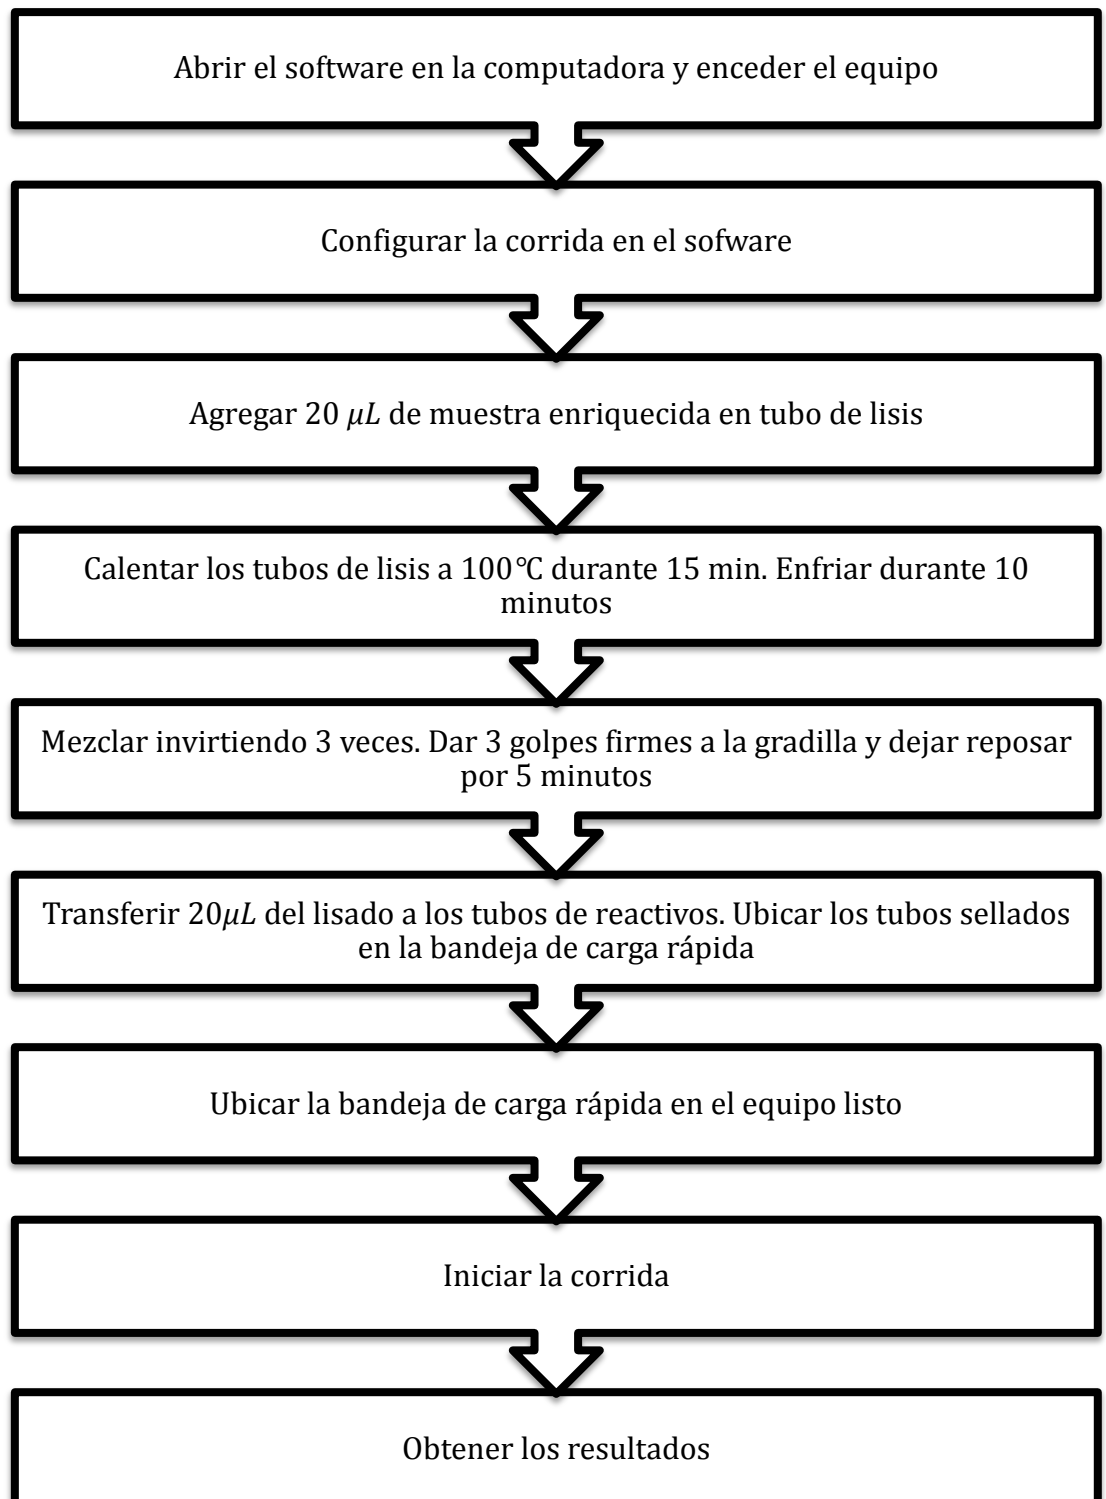 Abrir el software en la computadora y enceder el equipo
Configurar la corrida en el sofware
Agregar 20 𝜇𝐿 de muestra enriquecida en tubo de lisis
Calentar los tubos de lisis a 100℃ durante 15 min. Enfriar durante 10
minutos
Mezclar invirtiendo 3 veces. Dar 3 golpes firmes a la gradilla y dejar reposar
por 5 minutos
Transferir 20𝜇𝐿 del lisado a los tubos de reactivos. Ubicar los tubos sellados
en la bandeja de carga rápida
Ubicar la bandeja de carga rápida en el equipo listo
Iniciar la corrida
Obtener los resultados